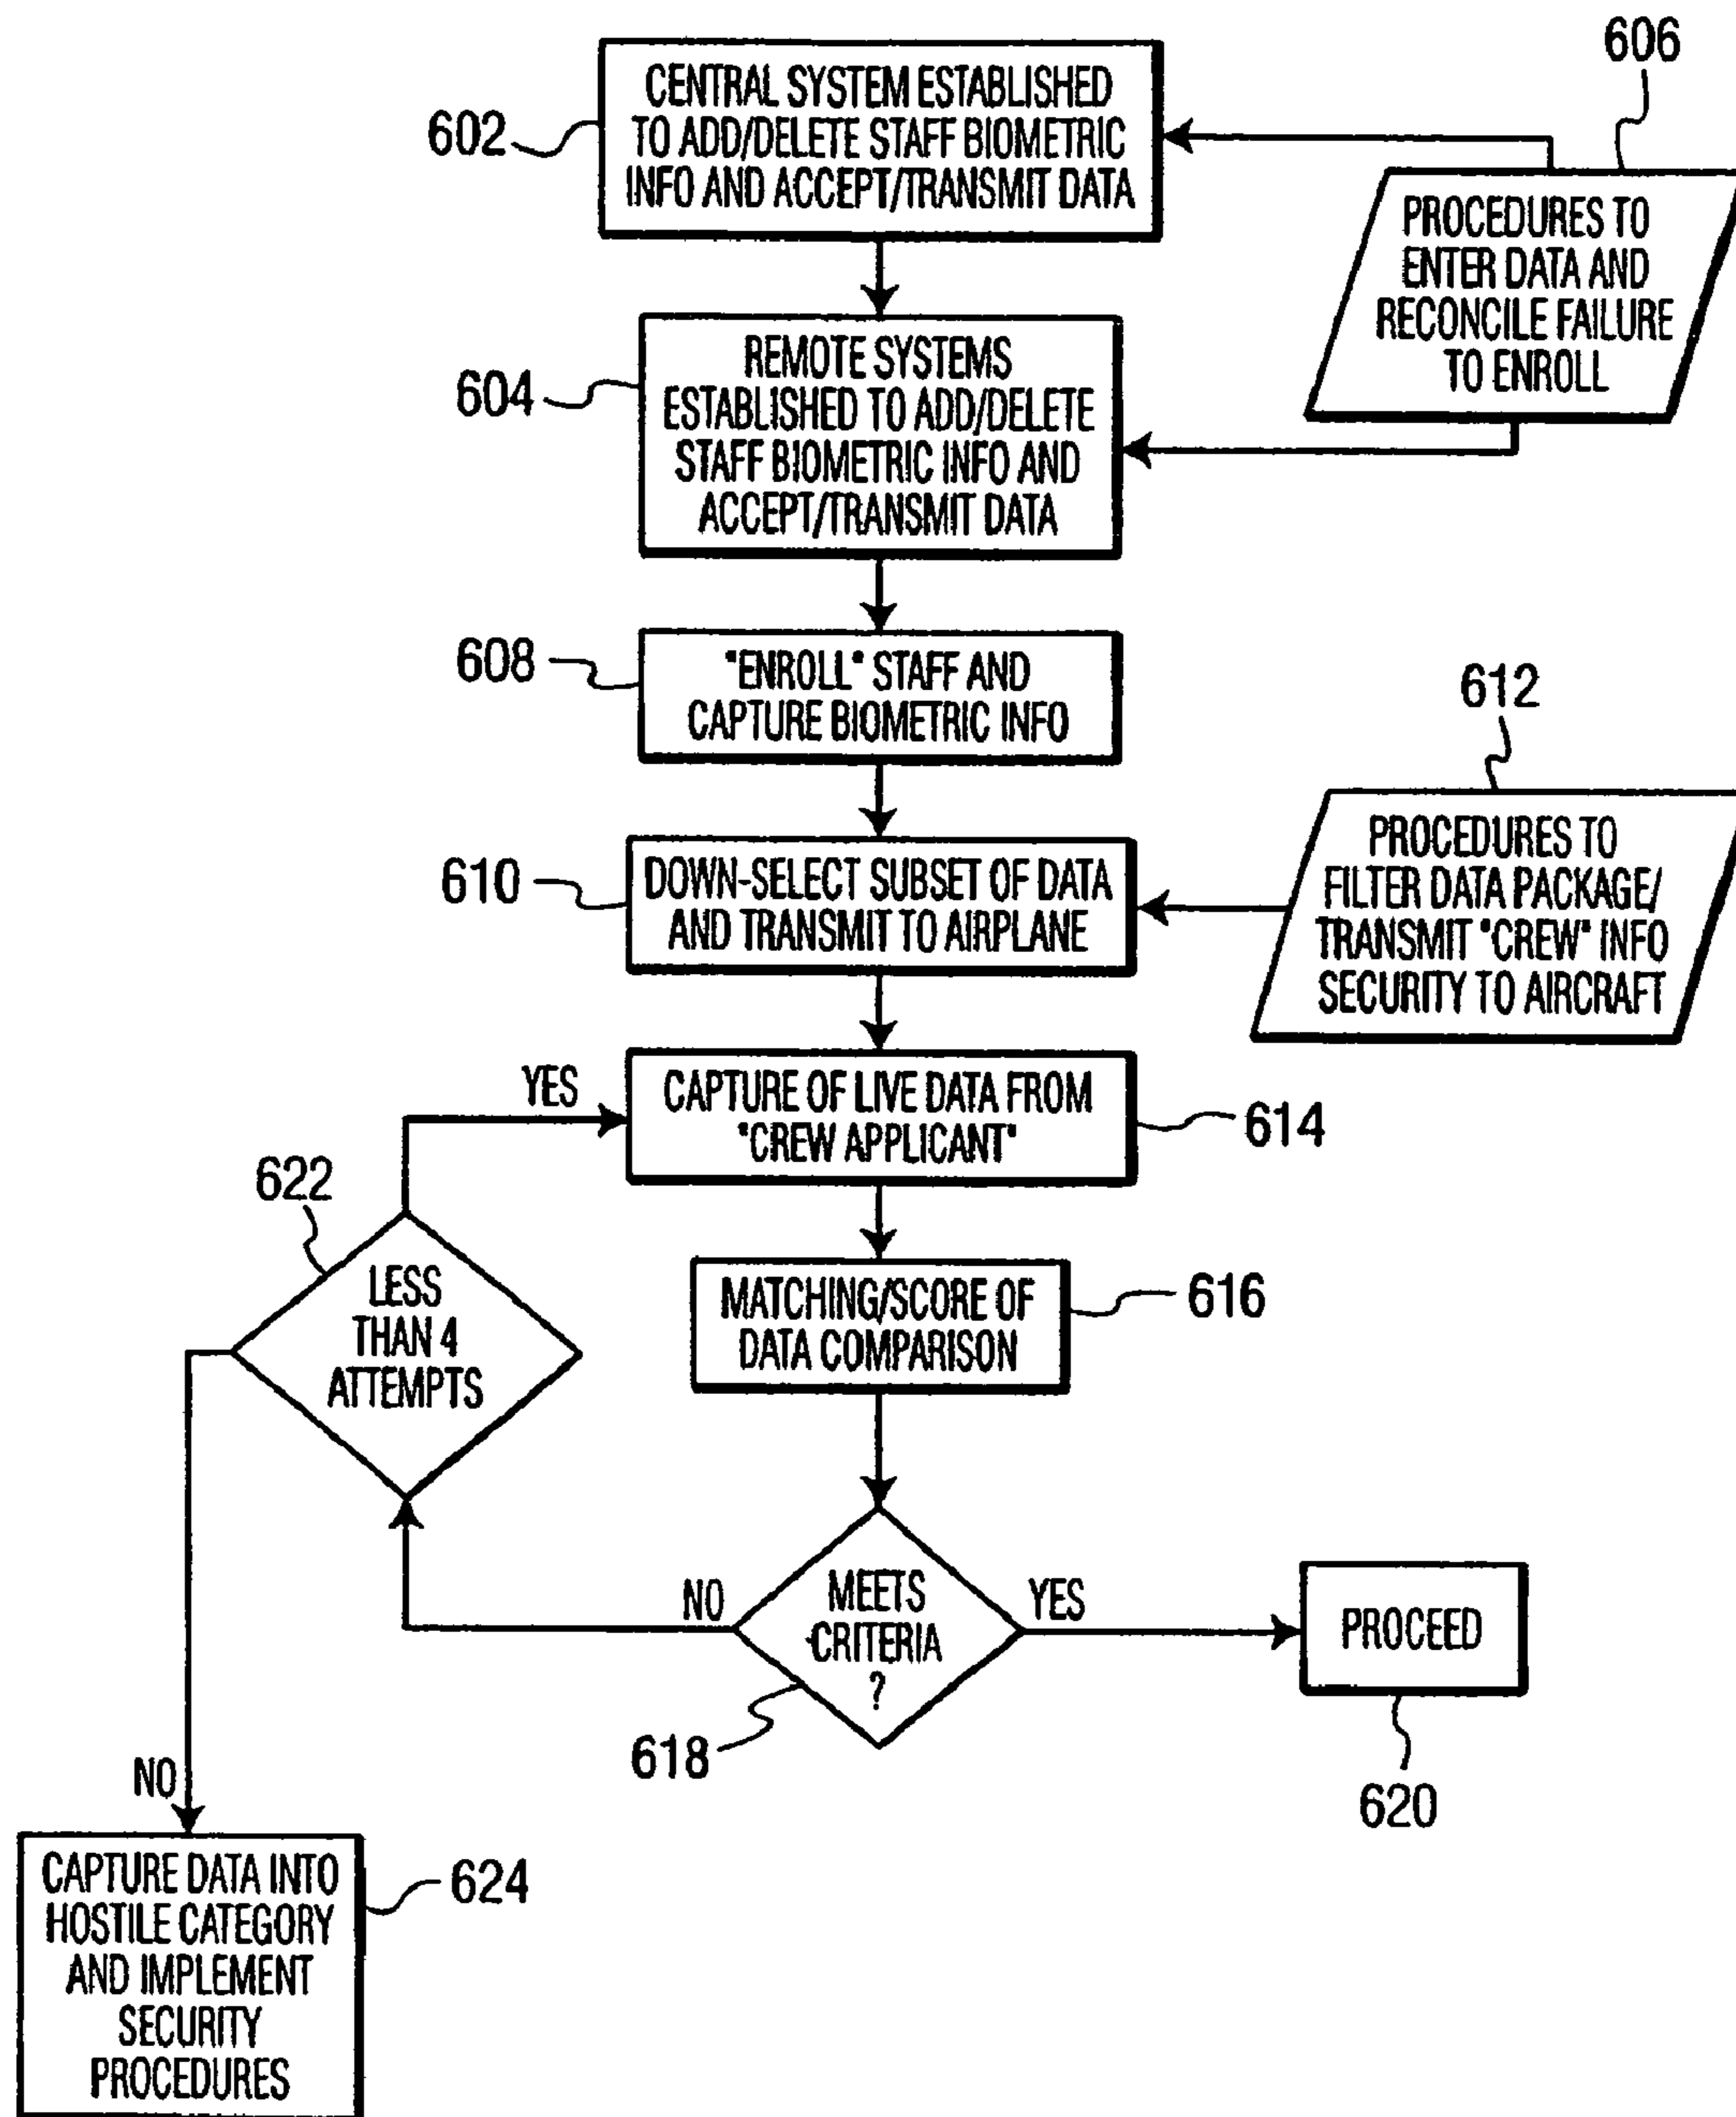 606
CENTRAL SYSTEM ESTABLISHED
TO ADD/DELETE STAFF BIOMETRIC
INFO AND ACCEPT/TRANSMIT DATA
602
PROCEDURES TO
ENTER DATA AND
RECONCILE FAILURE
TO ENROLL
REMOTE SYSTEMS
ESTABLISHED TO ADD/DELETE
STAFF BIOMETRIC INFO AND
ACCEPT/TRANSMIT DATA
604
608
"ENROLL" STAFF AND
CAPTURE BIOMETRIC INFO
612
610
DOWN-SELECT SUBSET OF DATA
AND TRANSMIT TO AIRPLANE
PROCEDURES TO
FILTER DATA PACKAGE/
TRANSMIT "CREW" INFO
SECURITY TO AIRCRAFT
YES
CAPTURE OF LIVE DATA FROM
"CREW APPLICANT"
614
622
LESS
THAN 4
ATTEMPTS
MATCHING/SCORE OF
DATA COMPARISON
616
NO
MEETS
CRITERIA
?
YES
PROCEED
618
620
NO
CAPTURE DATA INTO
HOSTILE CATEGORY
AND IMPLEMENT
SECURITY
PROCEDURES
624